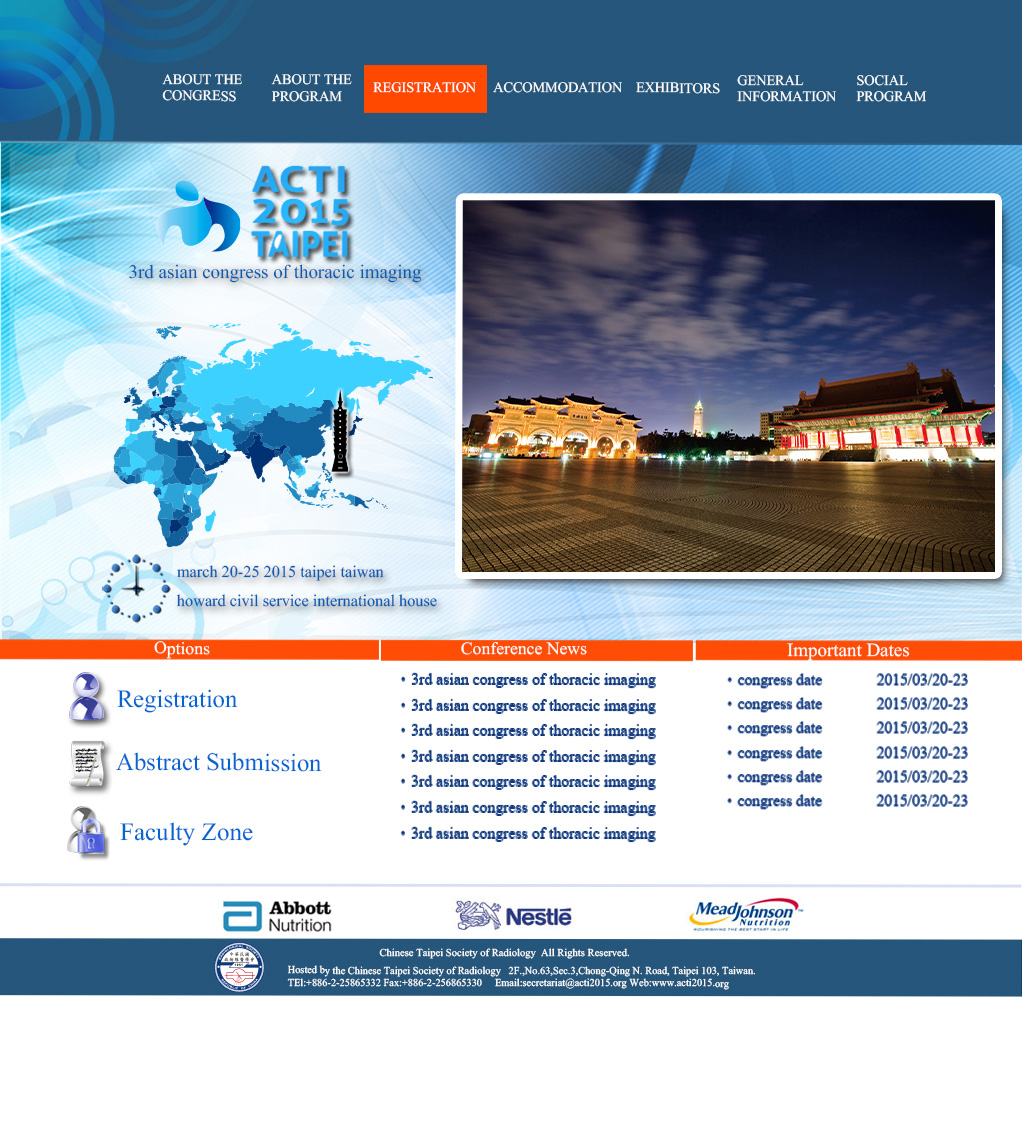 ABOUT THE
CONGRESS
ABOUT THE
PROGRAM
REGISTRATION
ACCOMMODATION
EXHIBITORS
GENERAL
INFORMATION
SOCIAL
PROGRAM
ACTI
2015
TAIPEI
3rd asian congress of thoracic imaging
march 20-25 2015 taipei taiwan
howard civil service international house
Options
Registration
Abstract Submission
Faculty Zone
Conference News
• 3rd asian congress of thoracic imaging
• 3rd asian congress of thoracic imaging
• 3rd asian congress of thoracic imaging
• 3rd asian congress of thoracic imaging
• 3rd asian congress of thoracic imaging
• 3rd asian congress of thoracic imaging
• 3rd asian congress of thoracic imaging
Important Dates
• congress date 2015/03/20-23
• congress date 2015/03/20-23
• congress date 2015/03/20-23
• congress date 2015/03/20-23
• congress date 2015/03/20-23
• congress date 2015/03/20-23
Abbott
Nutrition
Nestlé
MeadJohnson™
Nutrition
NOURISHING THE BEST START IN LIFE
Chinese Taipei Society of Radiology All Rights Reserved.
Hosted by the Chinese Taipei Society of Radiology 2F.,No.63,Sec.3,Chong-Qing N. Road, Taipei 103, Taiwan.
TEl:+886-2-25865332 Fax:+886-2-256865330 Email:secretariat@acti2015.org Web:www.acti2015.org